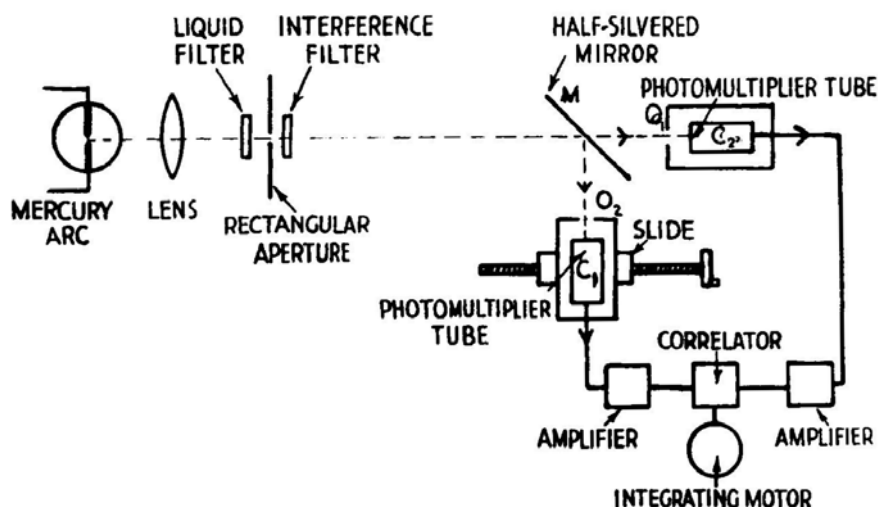 LIQUID
FILTER
INTERFERENCE
FILTER
HALF-SILVERED
MIRROR
M
PHOTOMULTIPLIER TUBE
O₁
C₂
MERCURY
ARC
LENS
RECTANGULAR
APERTURE
O₂
SLIDE
C₁
PHOTOMULTIPLIER
TUBE
CORRELATOR
AMPLIFIER
AMPLIFIER
INTEGRATING MOTOR